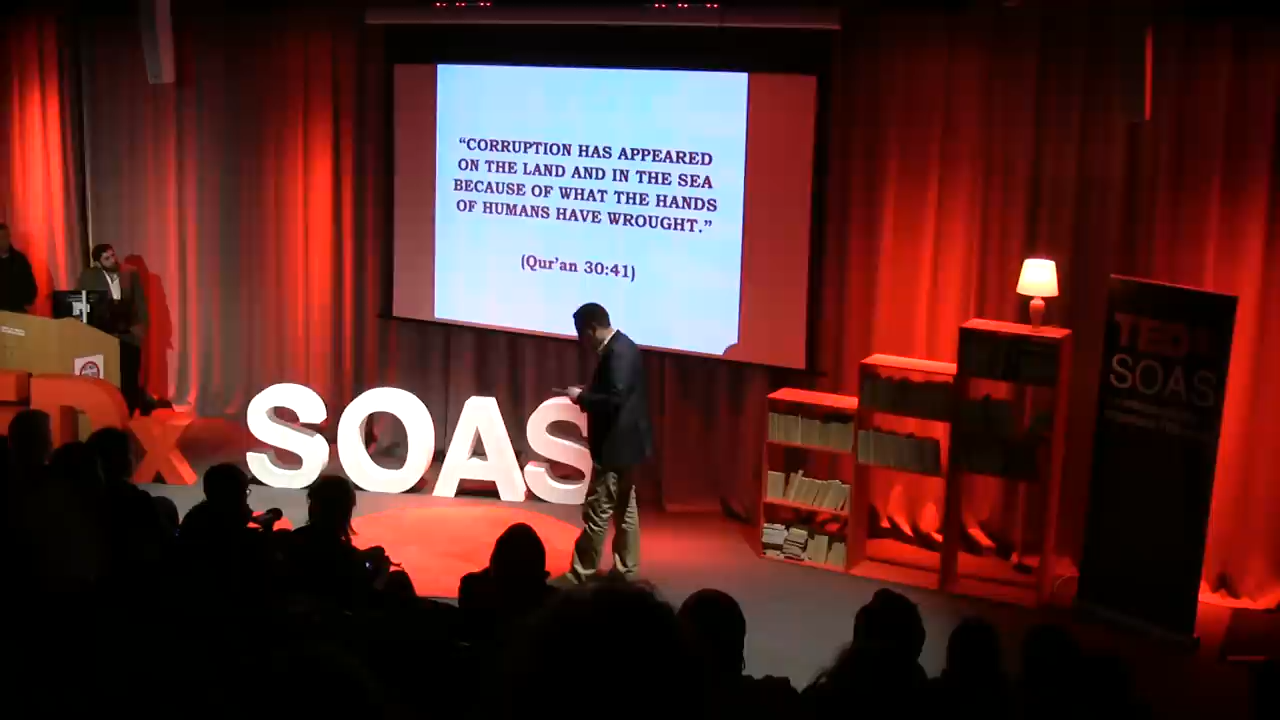 “CORRUPTION HAS APPEARED
ON THE LAND AND IN THE SEA
BECAUSE OF WHAT THE HANDS
OF HUMANS HAVE WROUGHT.”
(Qur’an 30:41)
SOAS
x
TEDx
SOAS